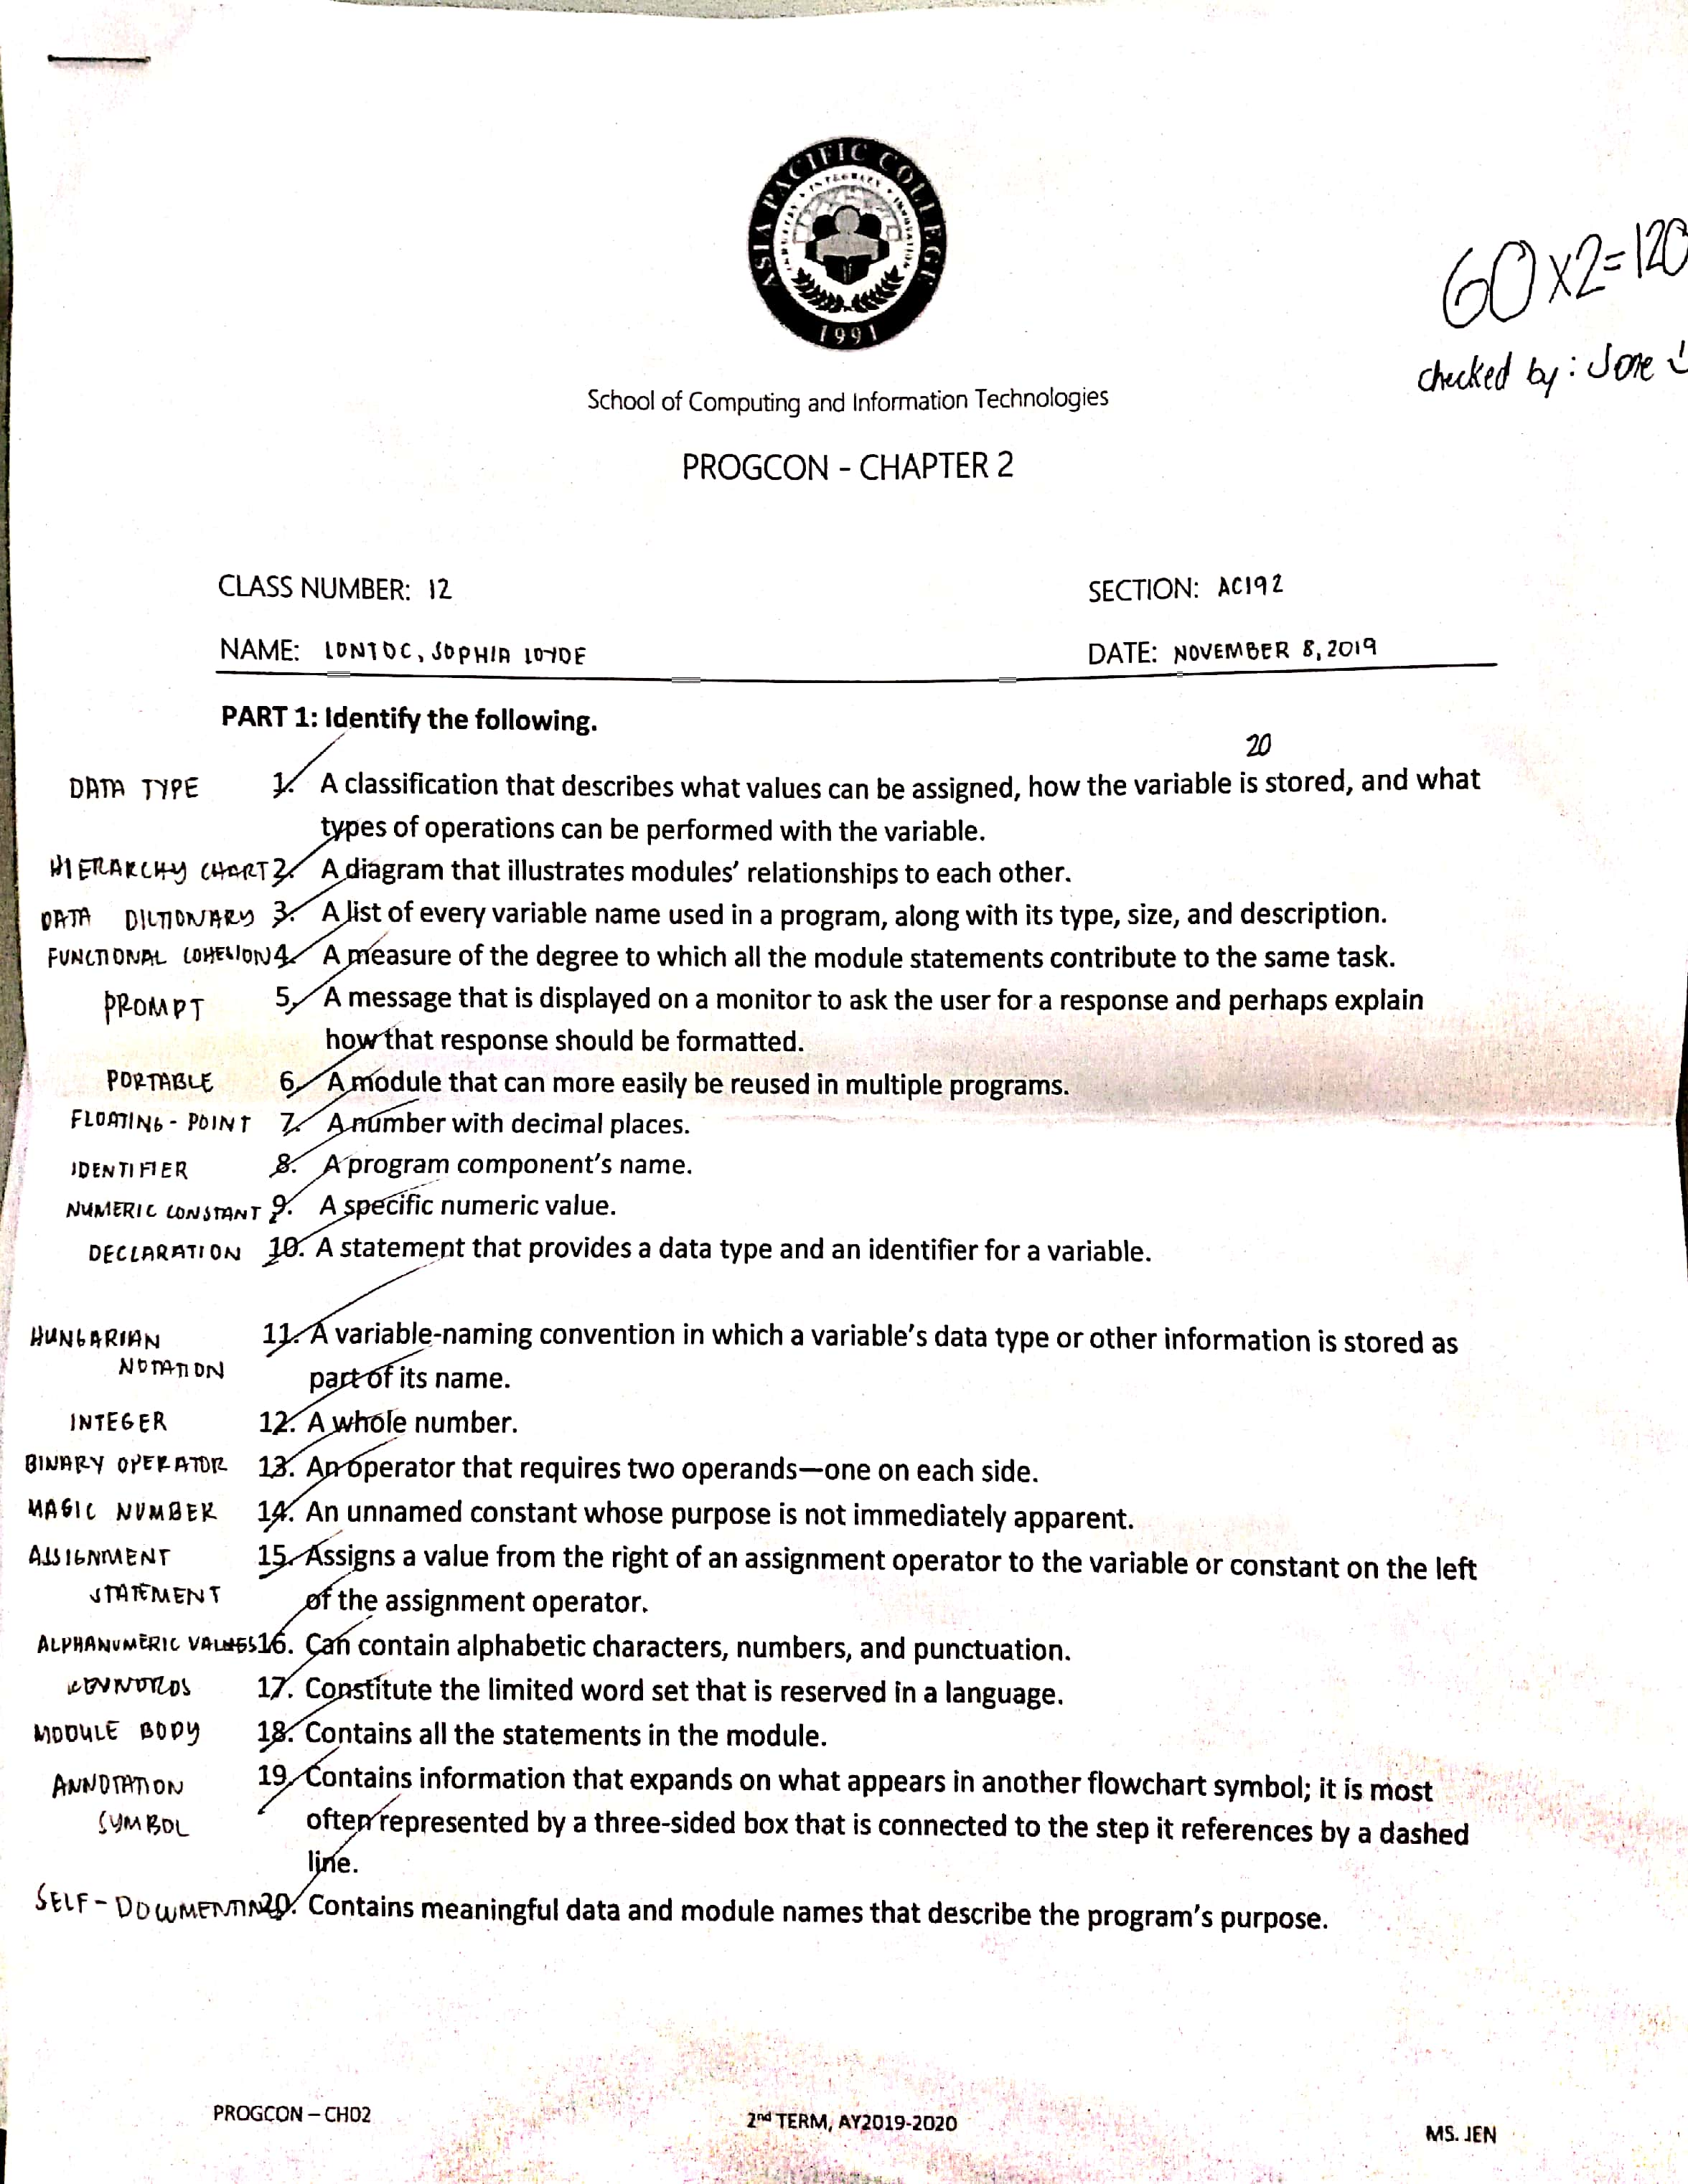 ASIA PACIFIC COLLEGE
1991
60x2=120
checked by: Jone
School of Computing and Information Technologies
PROGCON - CHAPTER 2
CLASS NUMBER: 12
SECTION: AC192
NAME: LONTOC, SOPHIA LOYDE
DATE: NOVEMBER 8, 2019
PART 1: Identify the following.
20
DATA TYPE 1. A classification that describes what values can be assigned, how the variable is stored, and what
types of operations can be performed with the variable.
HIERARCHY CHART 2. A diagram that illustrates modules' relationships to each other.
DATA DICTIONARY 3. A list of every variable name used in a program, along with its type, size, and description.
FUNCTIONAL COHESION 4. A measure of the degree to which all the module statements contribute to the same task.
PROMPT 5. A message that is displayed on a monitor to ask the user for a response and perhaps explain
how that response should be formatted.
PORTABLE 6. A module that can more easily be reused in multiple programs.
FLOATING-POINT 7. A number with decimal places.
IDENTIFIER 8. A program component's name.
NUMERIC CONSTANT 9. A specific numeric value.
DECLARATION 10. A statement that provides a data type and an identifier for a variable.
HUNGARIAN 11. A variable-naming convention in which a variable's data type or other information is stored as
NOTATION part of its name.
INTEGER 12. A whole number.
BINARY OPERATOR 13. An operator that requires two operands—one on each side.
MAGIC NUMBER 14. An unnamed constant whose purpose is not immediately apparent.
ASSIGNMENT 15. Assigns a value from the right of an assignment operator to the variable or constant on the left
STATEMENT of the assignment operator.
ALPHANUMERIC VALUES 16. Can contain alphabetic characters, numbers, and punctuation.
KEYWORDS 17. Constitute the limited word set that is reserved in a language.
MODULE BODY 18. Contains all the statements in the module.
ANNOTATION 19. Contains information that expands on what appears in another flowchart symbol; it is most
SYMBOL often represented by a three-sided box that is connected to the step it references by a dashed
line.
SELF-DOCUMENTING 20. Contains meaningful data and module names that describe the program's purpose.
PROGCON – CH02
2nd TERM, AY2019-2020
MS. JEN